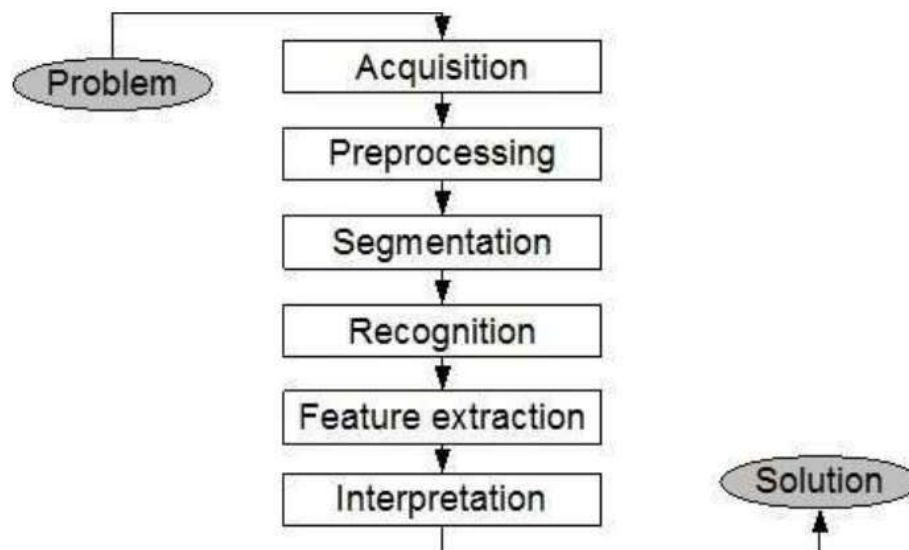 Problem
Acquisition
Preprocessing
Segmentation
Recognition
Feature extraction
Interpretation
Solution